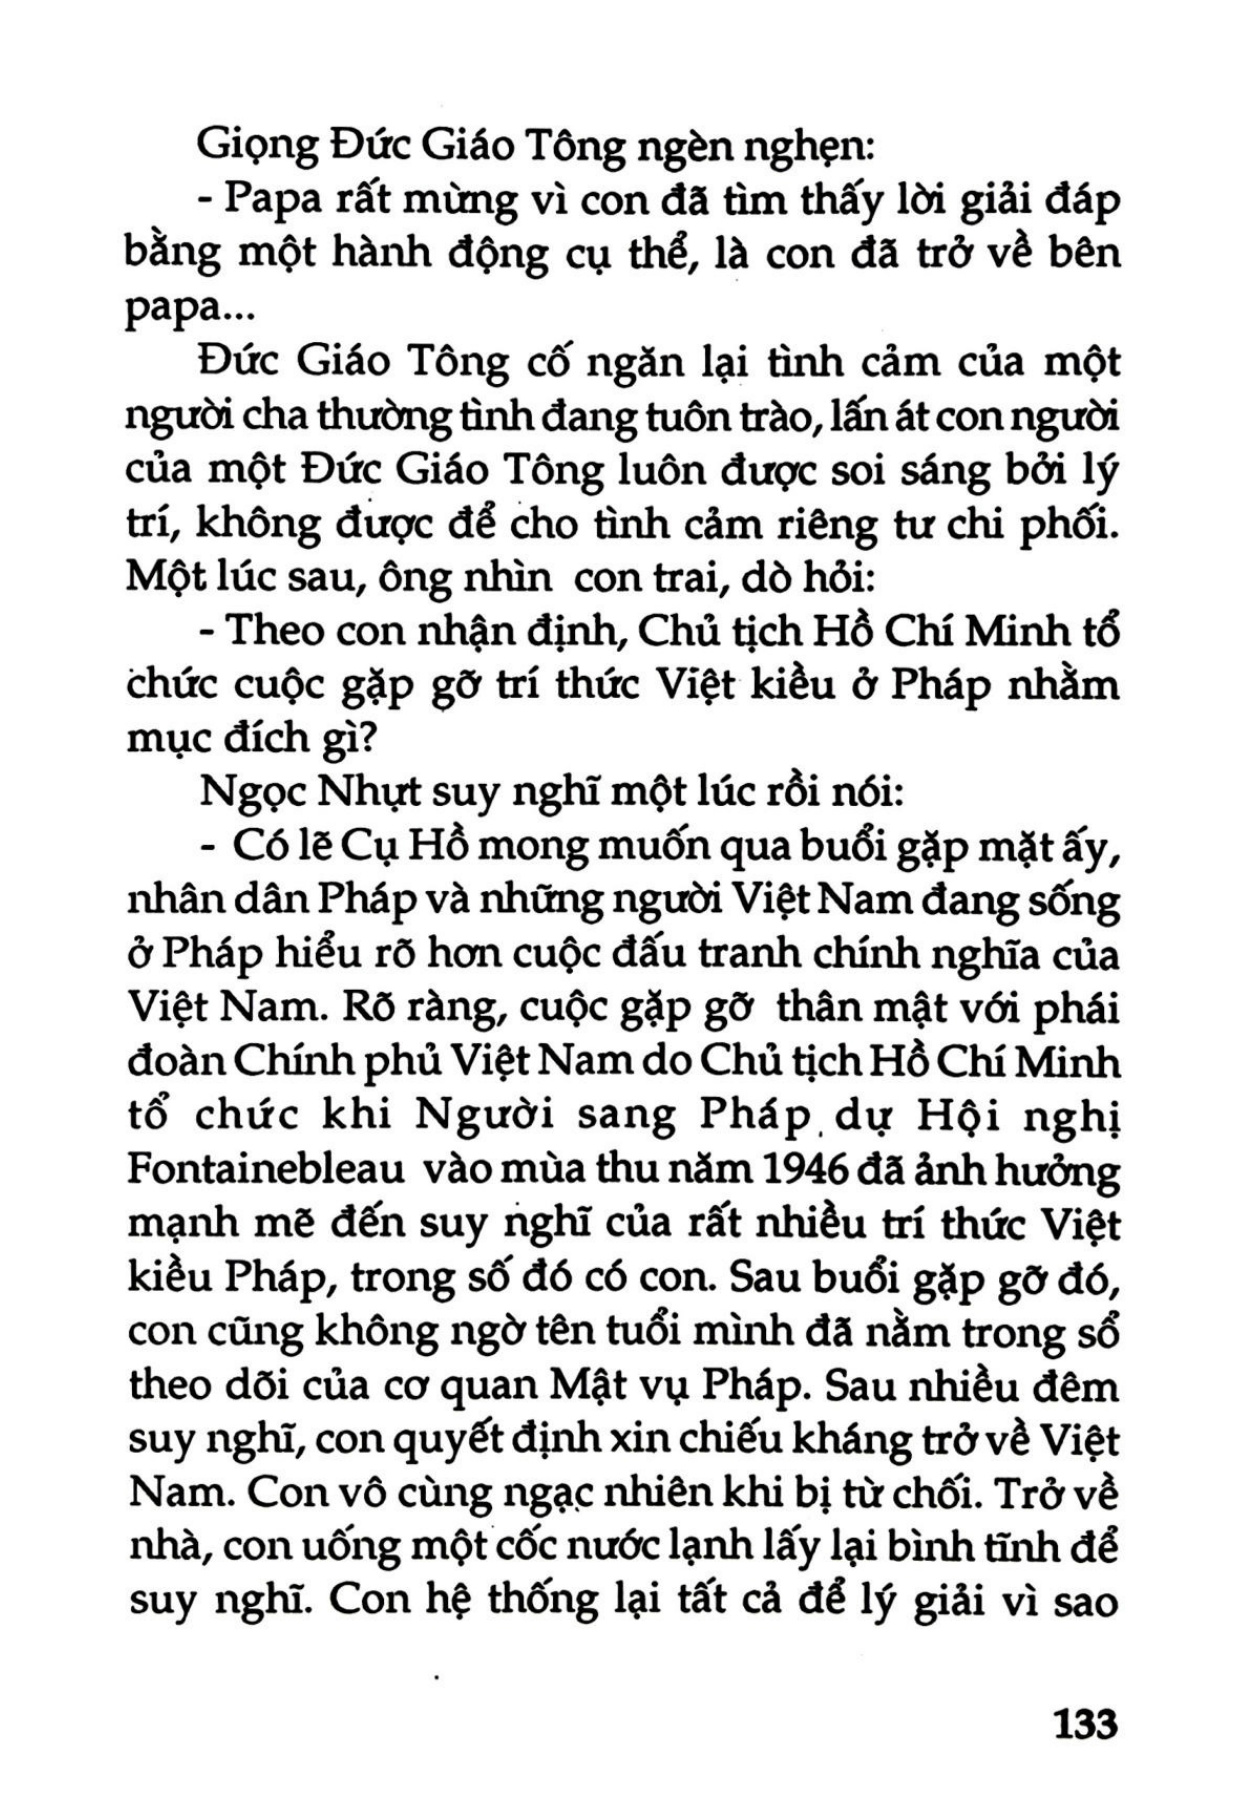 Giọng Đức Giáo Tông ngèn nghẹn:
- Papa rất mừng vì con đã tìm thấy lời giải đáp
bằng một hành động cụ thể, là con đã trở về bên
papa...
Đức Giáo Tông cố ngăn lại tình cảm của một
người cha thường tình đang tuôn trào, lấn át con người
của một Đức Giáo Tông luôn được soi sáng bởi lý
trí, không được để cho tình cảm riêng tư chi phối.
Một lúc sau, ông nhìn con trai, dò hỏi:
- Theo con nhận định, Chủ tịch Hồ Chí Minh tổ
chức cuộc gặp gỡ trí thức Việt kiều ở Pháp nhằm
mục đích gì?
Ngọc Nhựt suy nghĩ một lúc rồi nói:
- Có lẽ Cụ Hồ mong muốn qua buổi gặp mặt ấy,
nhân dân Pháp và những người Việt Nam đang sống
ở Pháp hiểu rõ hơn cuộc đấu tranh chính nghĩa của
Việt Nam. Rõ ràng, cuộc gặp gỡ thân mật với phái
đoàn Chính phủ Việt Nam do Chủ tịch Hồ Chí Minh
tổ chức khi Người sang Pháp dự Hội nghị
Fontainebleau vào mùa thu năm 1946 đã ảnh hưởng
mạnh mẽ đến suy nghĩ của rất nhiều trí thức Việt
kiều Pháp, trong số đó có con. Sau buổi gặp gỡ đó,
con cũng không ngờ tên tuổi mình đã nằm trong sổ
theo dõi của cơ quan Mật vụ Pháp. Sau nhiều đêm
suy nghĩ, con quyết định xin chiếu kháng trở về Việt
Nam. Con vô cùng ngạc nhiên khi bị từ chối. Trở về
nhà, con uống một cốc nước lạnh lấy lại bình tĩnh để
suy nghĩ. Con hệ thống lại tất cả để lý giải vì sao
133